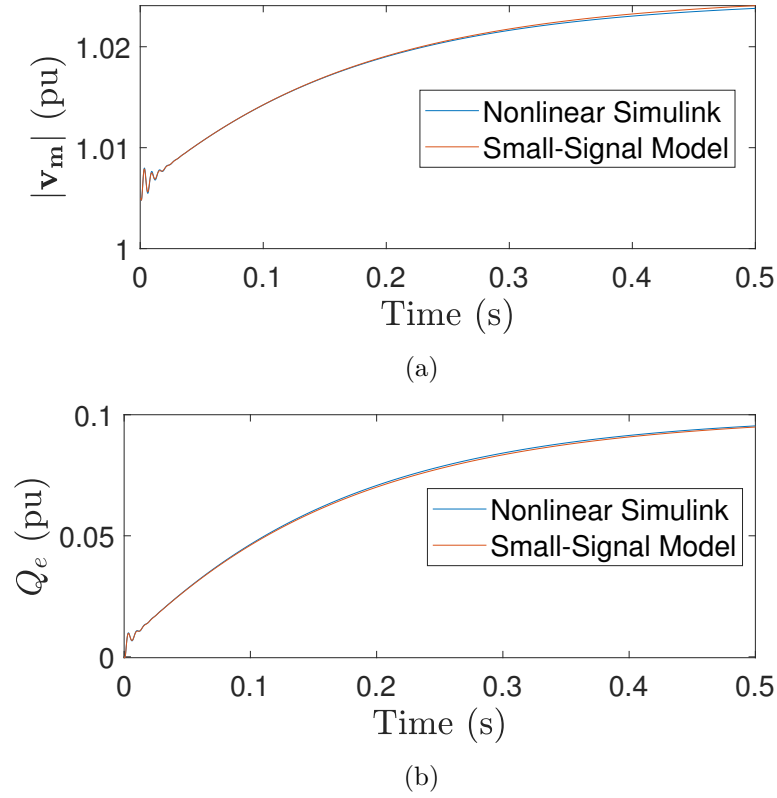 1.02
1.01
1
|v_m| (pu)
Nonlinear Simulink
Small-Signal Model
0 0.1 0.2 0.3 0.4 0.5
Time (s)
(a)
0.1
0.05
0
Q_e (pu)
Nonlinear Simulink
Small-Signal Model
0 0.1 0.2 0.3 0.4 0.5
Time (s)
(b)